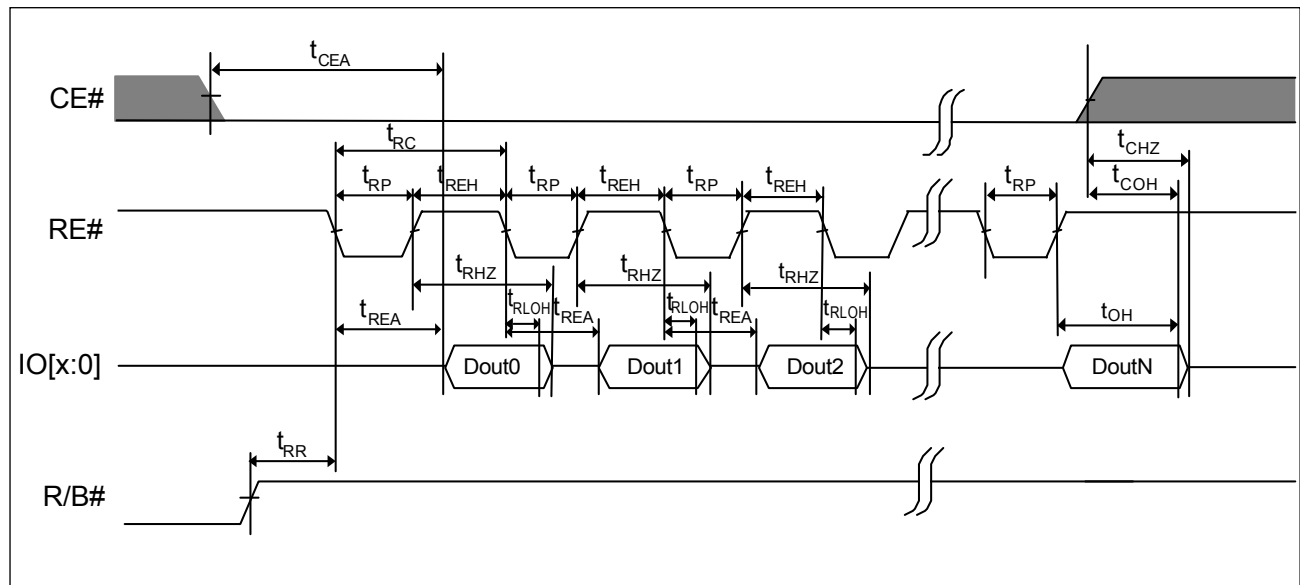 tCEA
CE#
tRC
tCHZ
tRP tREH tRP tREH tRP tREH tRP tCOH
RE#
tRHZ tRHZ tRHZ
tREA tRLOH tREA tRLOH tREA tRLOH tOH
IO[x:0] Dout0 Dout1 Dout2 DoutN
tRR
R/B#